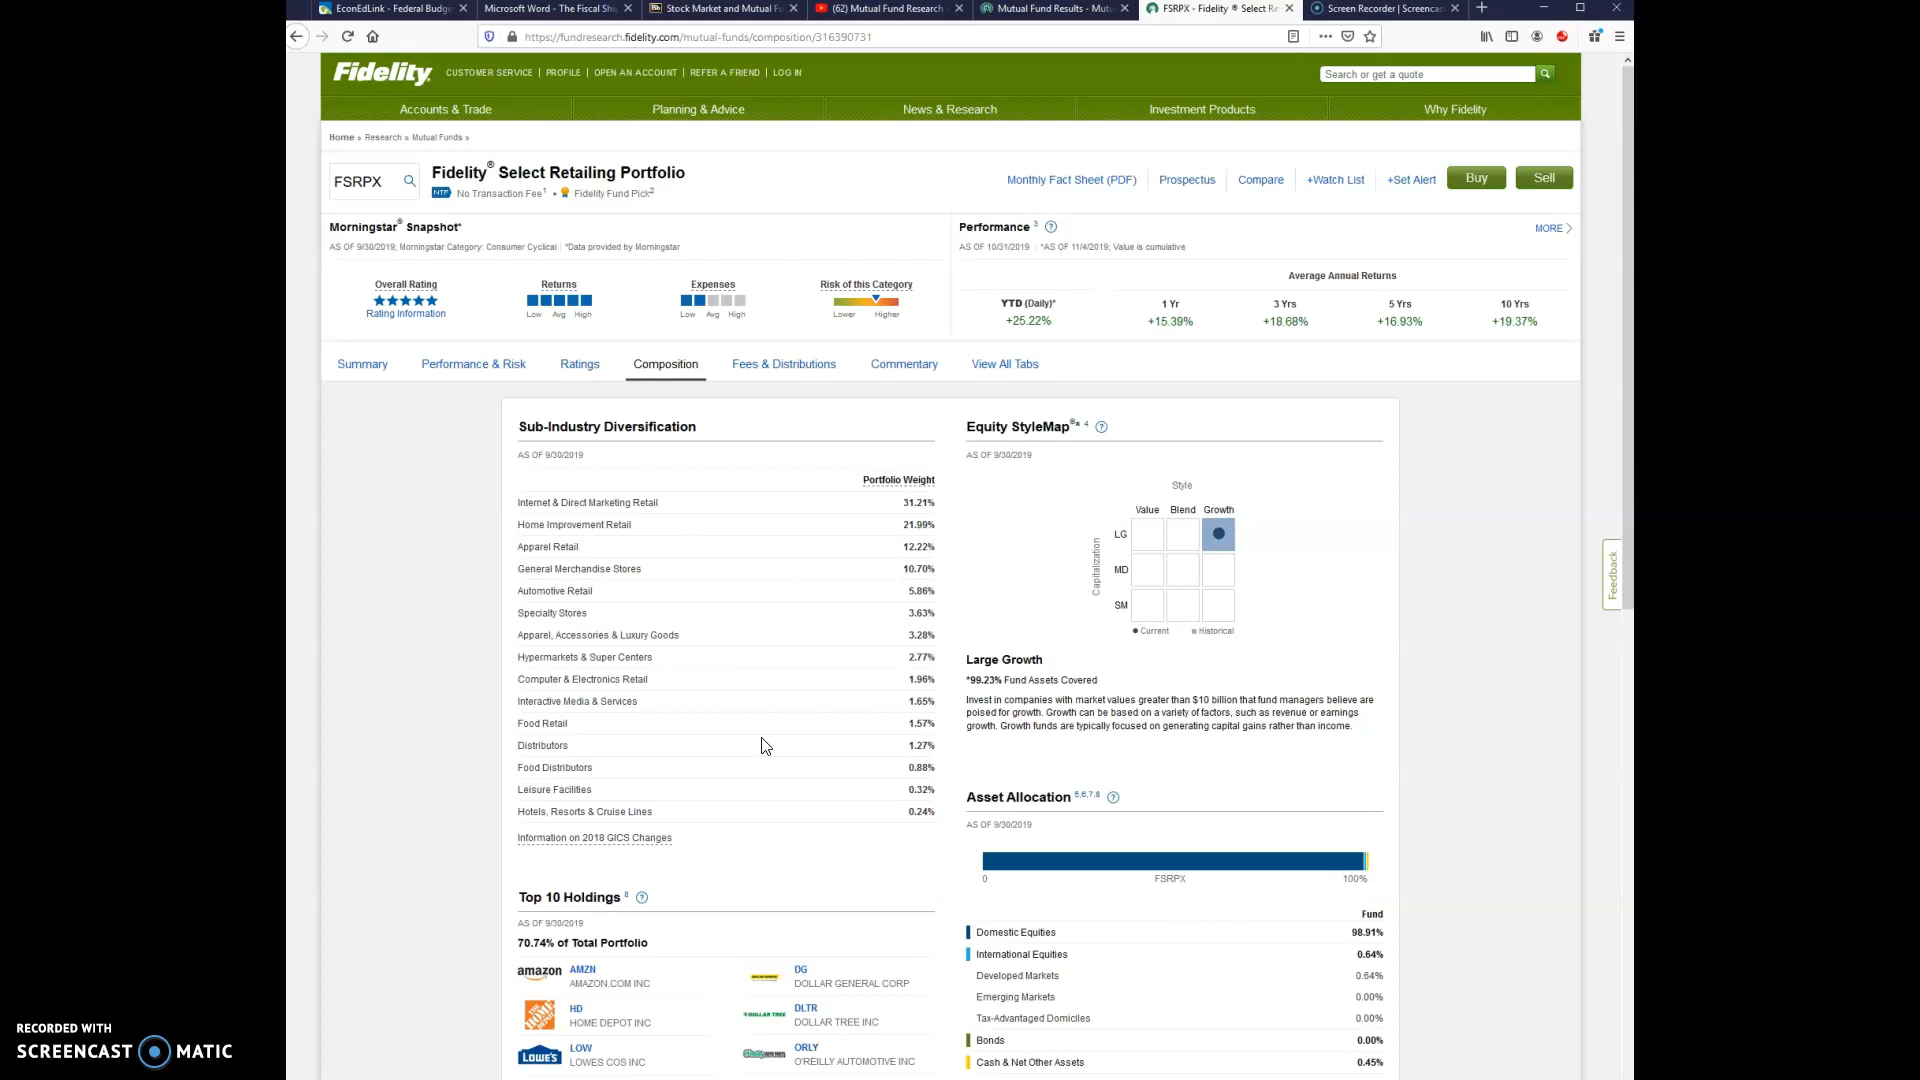 EconEdLink - Federal Budge
Microsoft Word - The Fiscal Ship
Stock Market and Mutual F
(62) Mutual Fund Research
Mutual Fund Results - Mutu
FSRPX - Fidelity ® Select Re
Screen Recorder | Screencast
https://fundresearch.fidelity.com/mutual-funds/composition/316390731
Fidelity
CUSTOMER SERVICE | PROFILE | OPEN AN ACCOUNT | REFER A FRIEND | LOG IN
Search or get a quote
Accounts & Trade
Planning & Advice
News & Research
Investment Products
Why Fidelity
Home » Research » Mutual Funds »
FSRPX
Fidelity® Select Retailing Portfolio
NTF No Transaction Fee1 • Fidelity Fund Pick2
Monthly Fact Sheet (PDF)
Prospectus
Compare
+Watch List
+Set Alert
Buy
Sell
Morningstar® Snapshot*
AS OF 9/30/2019; Morningstar Category: Consumer Cyclical | *Data provided by Morningstar
Overall Rating
Rating Information
Returns
Low Avg High
Expenses
Low Avg High
Risk of this Category
Lower Higher
Performance 3 ?
MORE
AS OF 10/31/2019 | *AS OF 11/4/2019; Value is cumulative
Average Annual Returns
YTD (Daily)* 1 Yr 3 Yrs 5 Yrs 10 Yrs
+25.22% +15.39% +18.68% +16.93% +19.37%
Summary
Performance & Risk
Ratings
Composition
Fees & Distributions
Commentary
View All Tabs
Sub-Industry Diversification
AS OF 9/30/2019
Portfolio Weight
Internet & Direct Marketing Retail 31.21%
Home Improvement Retail 21.99%
Apparel Retail 12.22%
General Merchandise Stores 10.70%
Automotive Retail 5.86%
Specialty Stores 3.63%
Apparel, Accessories & Luxury Goods 3.28%
Hypermarkets & Super Centers 2.77%
Computer & Electronics Retail 1.96%
Interactive Media & Services 1.65%
Food Retail 1.57%
Distributors 1.27%
Food Distributors 0.88%
Leisure Facilities 0.32%
Hotels, Resorts & Cruise Lines 0.24%
Information on 2018 GICS Changes
Top 10 Holdings 8 ?
AS OF 9/30/2019
70.74% of Total Portfolio
amazon AMZN
AMAZON.COM INC
DG
DOLLAR GENERAL CORP
HD
HOME DEPOT INC
DOLLAR TREE DLTR
DOLLAR TREE INC
LOWE'S LOW
LOWES COS INC
ORLY
O'REILLY AUTOMOTIVE INC
Equity StyleMap®* 4 ?
AS OF 9/30/2019
Style
Value Blend Growth
Capitalization
LG
MD
SM
Current Historical
Large Growth
*99.23% Fund Assets Covered
Invest in companies with market values greater than $10 billion that fund managers believe are
poised for growth. Growth can be based on a variety of factors, such as revenue or earnings
growth. Growth funds are typically focused on generating capital gains rather than income.
Asset Allocation 5,6,7,8 ?
AS OF 9/30/2019
0 FSRPX 100%
Fund
Domestic Equities 98.91%
International Equities 0.64%
Developed Markets 0.64%
Emerging Markets 0.00%
Tax-Advantaged Domiciles 0.00%
Bonds 0.00%
Cash & Net Other Assets 0.45%
Feedback
RECORDED WITH
SCREENCAST MATIC